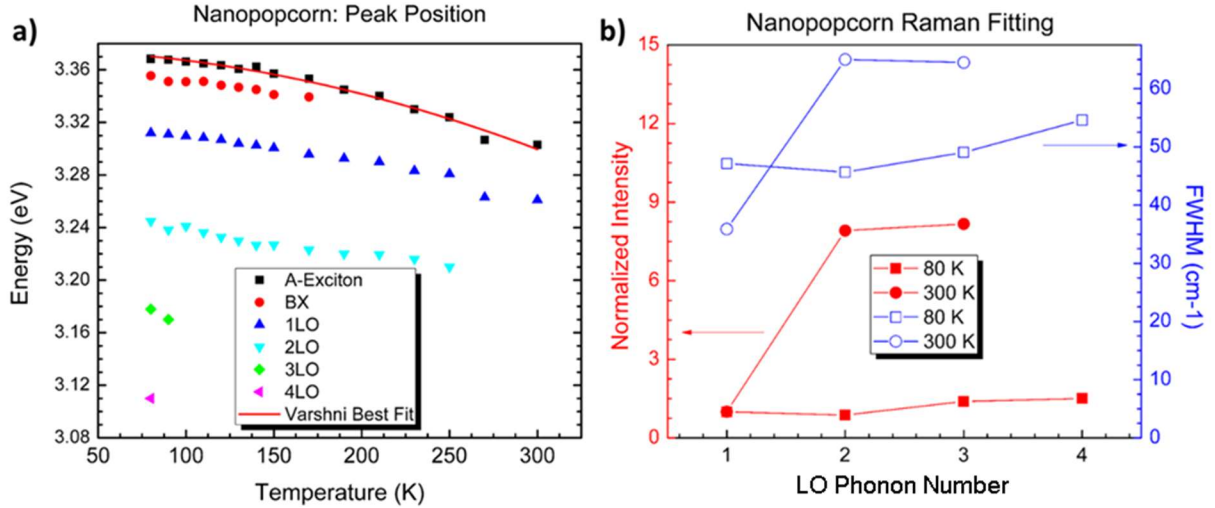 Nanopopcorn: Peak Position
a)
3.36
3.32
3.28
3.24
3.20
3.16
3.12
3.08
Energy (eV)
A-Exciton
BX
1LO
2LO
3LO
4LO
Varshni Best Fit
50
100
150
200
250
300
Temperature (K)
b)
Nanopopcorn Raman Fitting
15
12
9
6
3
0
Normalized Intensity
80 K
300 K
80 K
300 K
60
50
40
30
20
10
0
FWHM (cm-1)
1
2
3
4
LO Phonon Number